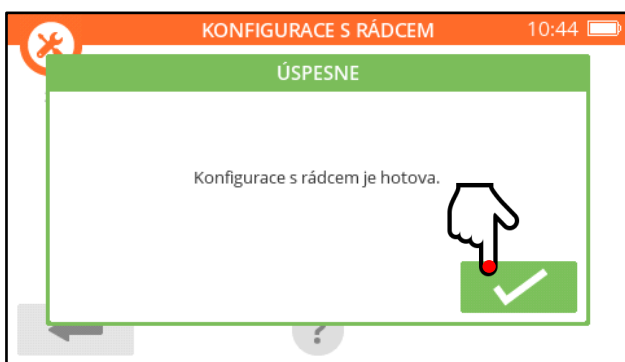 KONFIGURACE S RÁDCEM 10:44
ÚSPESNE
Konfigurace s rádcem je hotova.
?